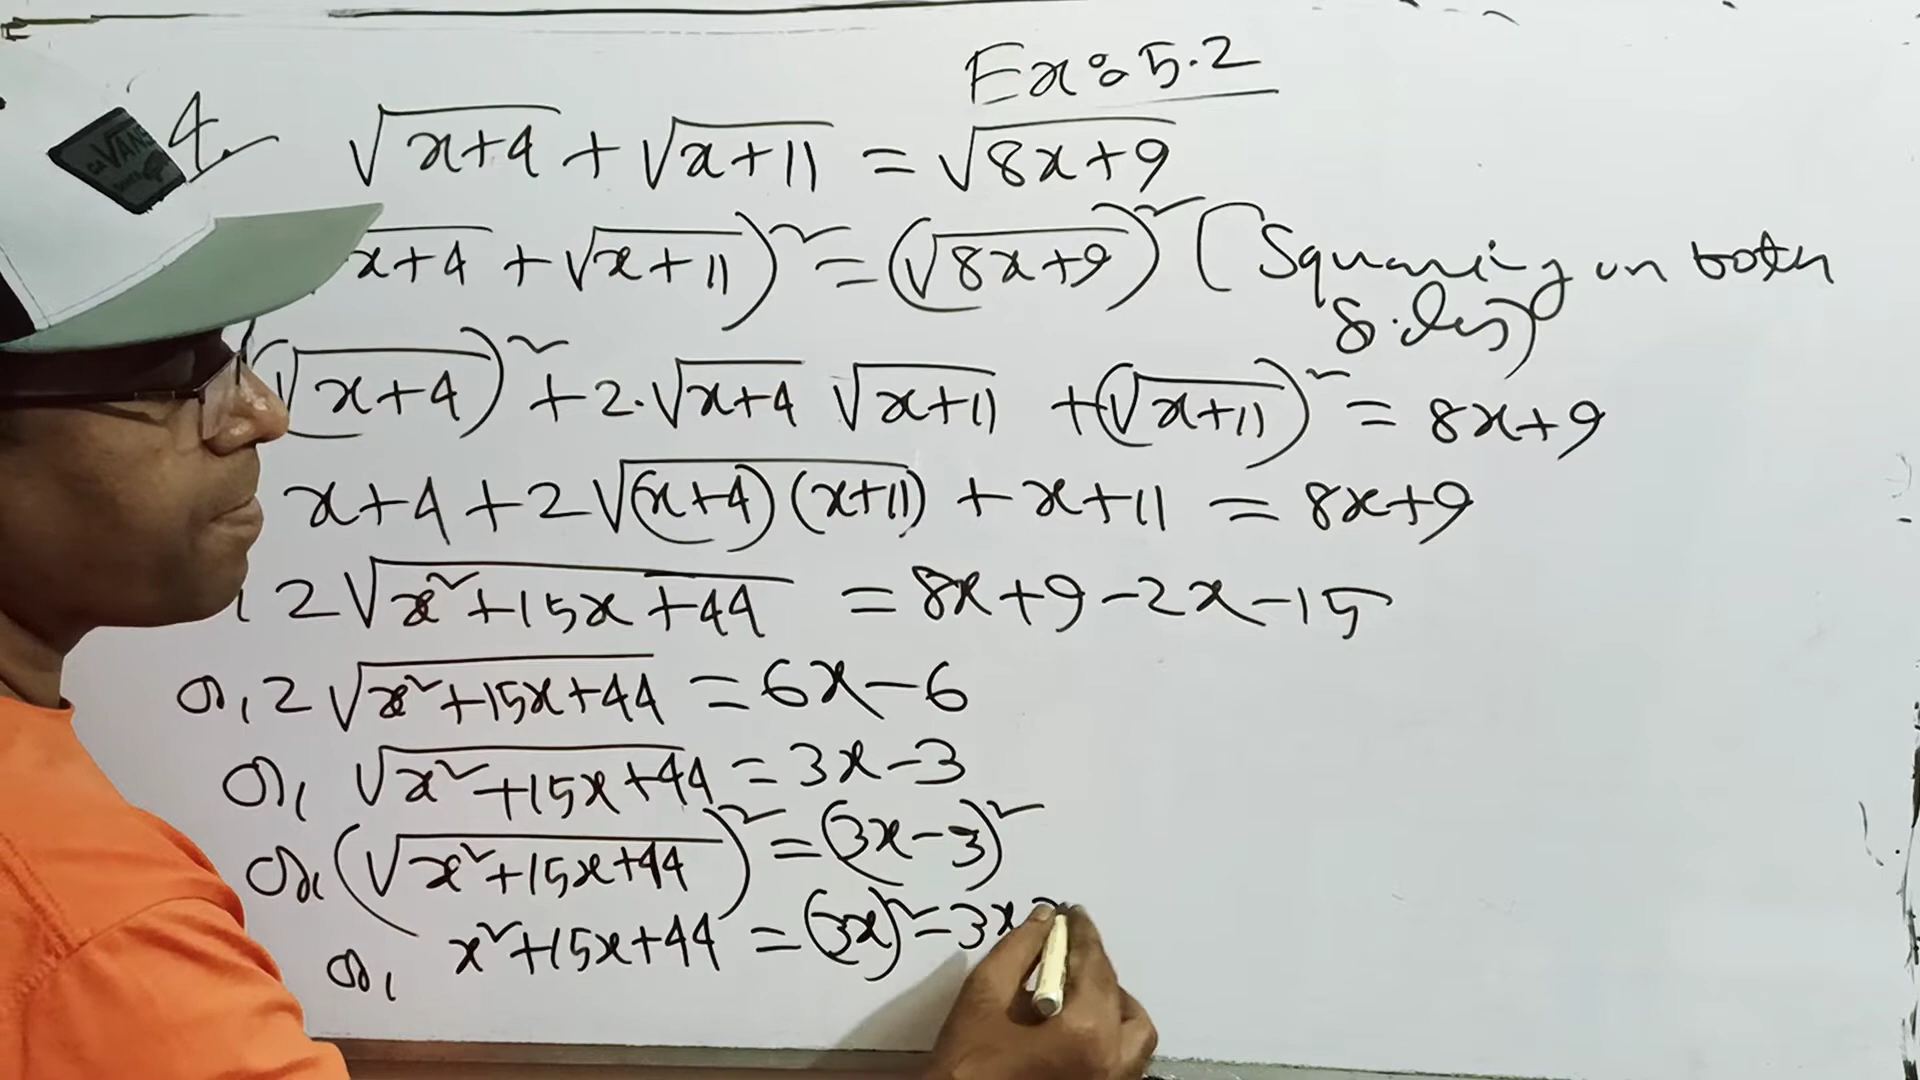 Ex: 5.2
4. √(x+4) + √(x+11) = √(8x+9)
x+4 + √(x+11))² = (√(8x+9))² (Squaring on both
sides)
(√(x+4))² + 2·√(x+4) √(x+11) + (√(x+11))² = 8x+9
x+4+2√((x+4)(x+11)) + x+11 = 8x+9
2√(x²+15x+44) = 8x+9-2x-15
or, 2√(x²+15x+44) = 6x-6
or, √(x²+15x+44) = 3x-3
or, (√(x²+15x+44))² = (3x-3)²
or, x²+15x+44 = (3x)² - 3x
VANS